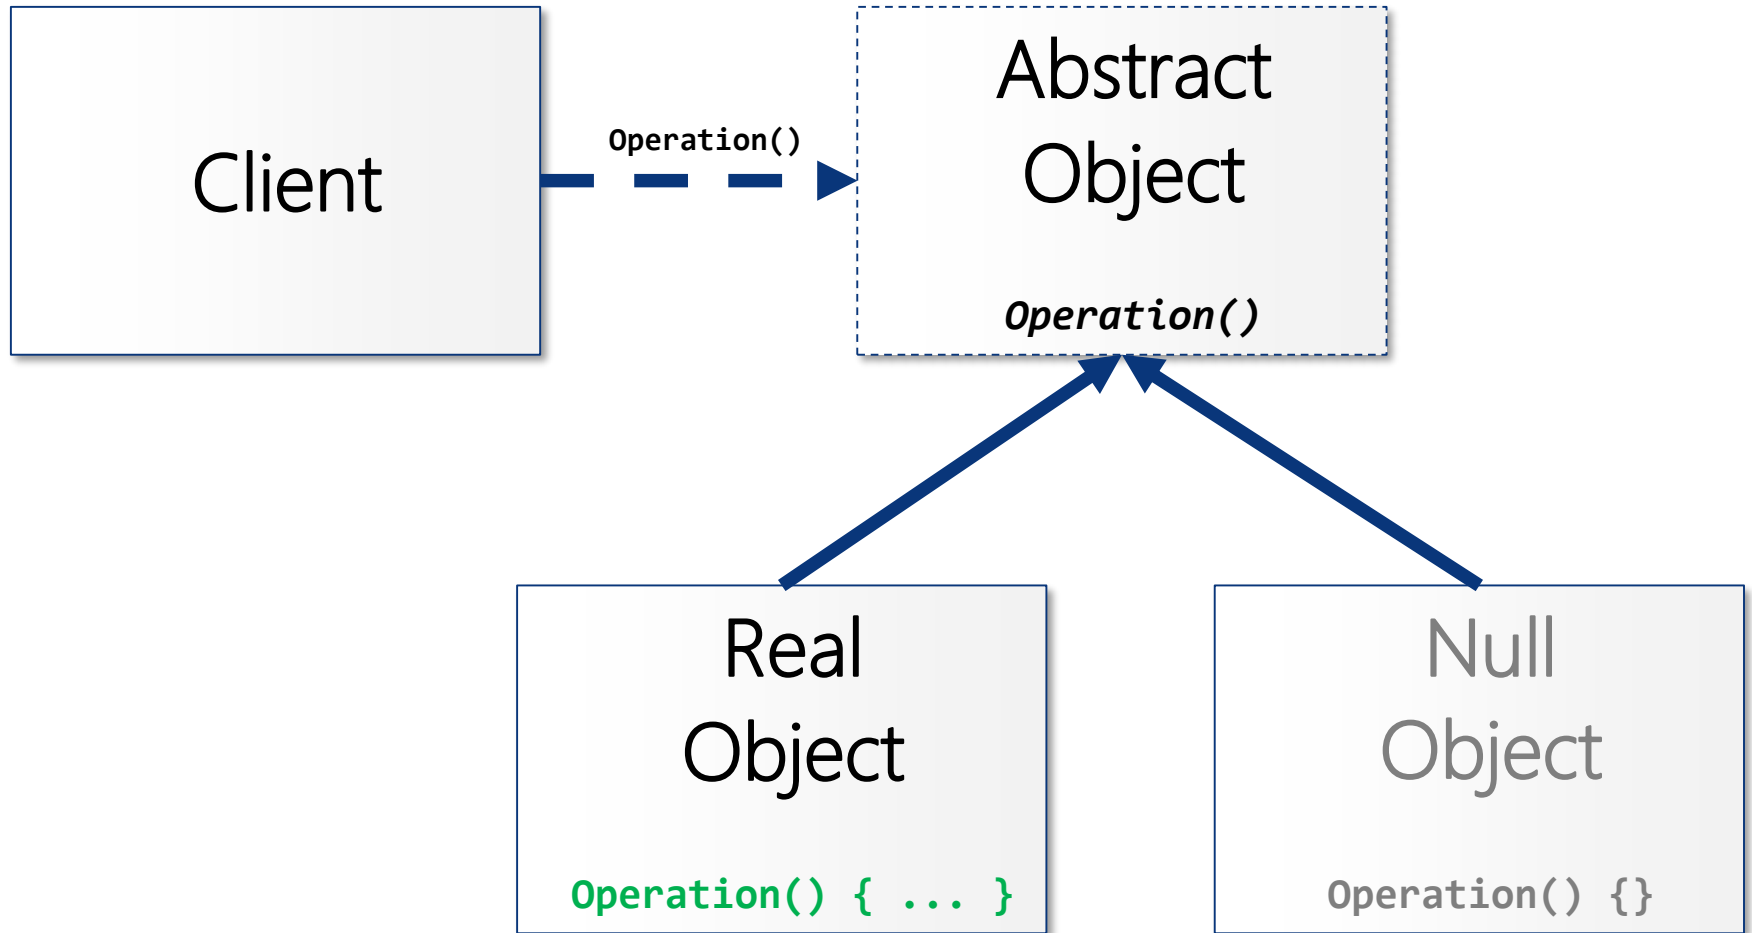 Client
Operation()
Abstract
Object
Operation()
Real
Object
Operation() { ... }
Null
Object
Operation() {}